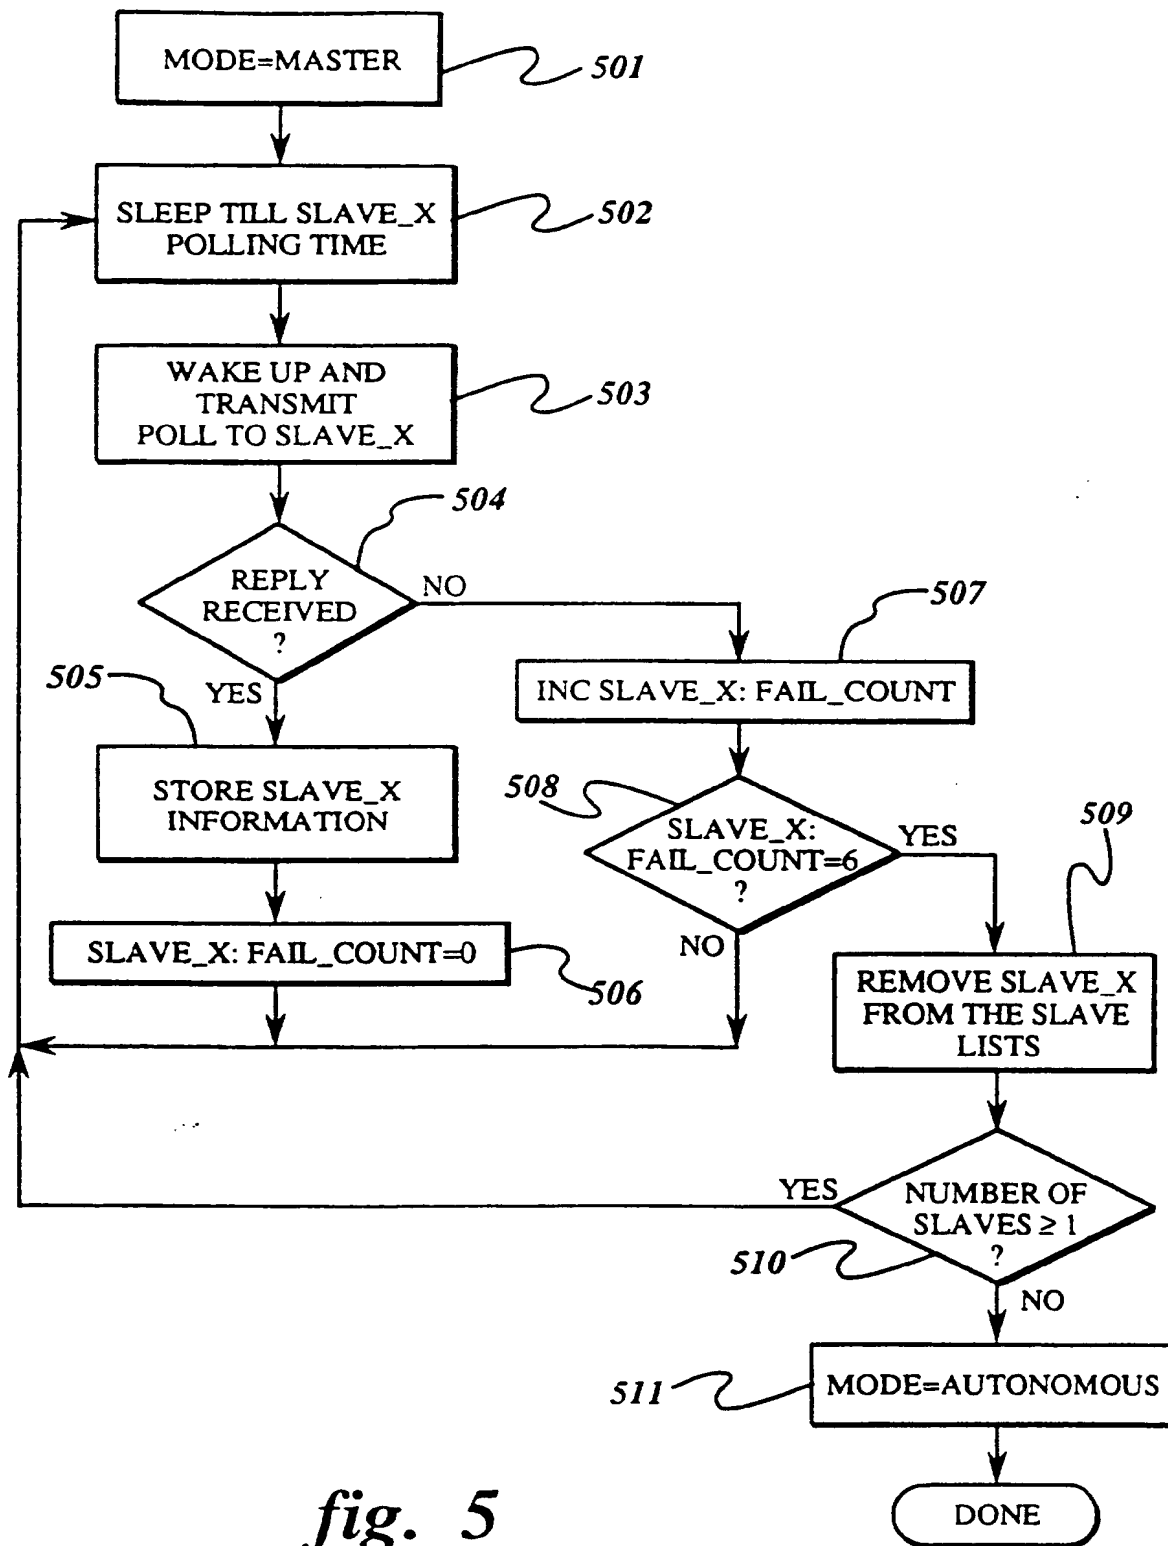 MODE=MASTER
501
SLEEP TILL SLAVE_X
POLLING TIME
502
WAKE UP AND
TRANSMIT
POLL TO SLAVE_X
503
504
REPLY
RECEIVED
?
NO
YES
505
STORE SLAVE_X
INFORMATION
SLAVE_X: FAIL_COUNT=0
506
507
INC SLAVE_X: FAIL_COUNT
508
SLAVE_X:
FAIL_COUNT=6
?
YES
NO
509
REMOVE SLAVE_X
FROM THE SLAVE
LISTS
YES
NUMBER OF
SLAVES ≥ 1
?
510
NO
511
MODE=AUTONOMOUS
DONE
fig. 5